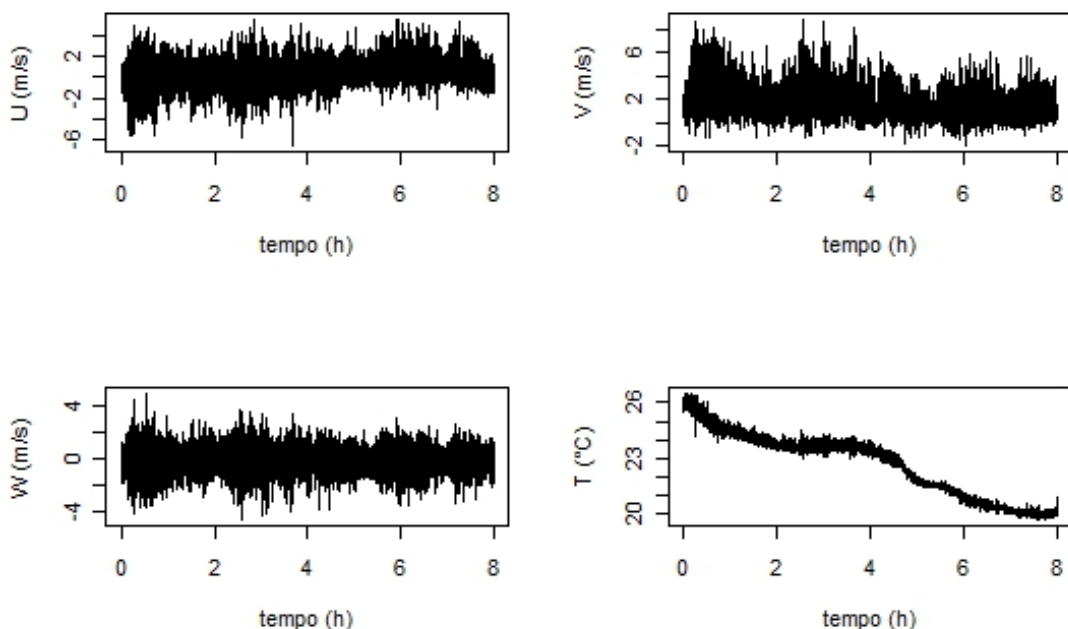 U (m/s)
2
-2
-6
0 2 4 6 8
tempo (h)
V (m/s)
6
2
-2
0 2 4 6 8
tempo (h)
W (m/s)
4
0
-4
0 2 4 6 8
tempo (h)
T (°C)
26
23
20
0 2 4 6 8
tempo (h)